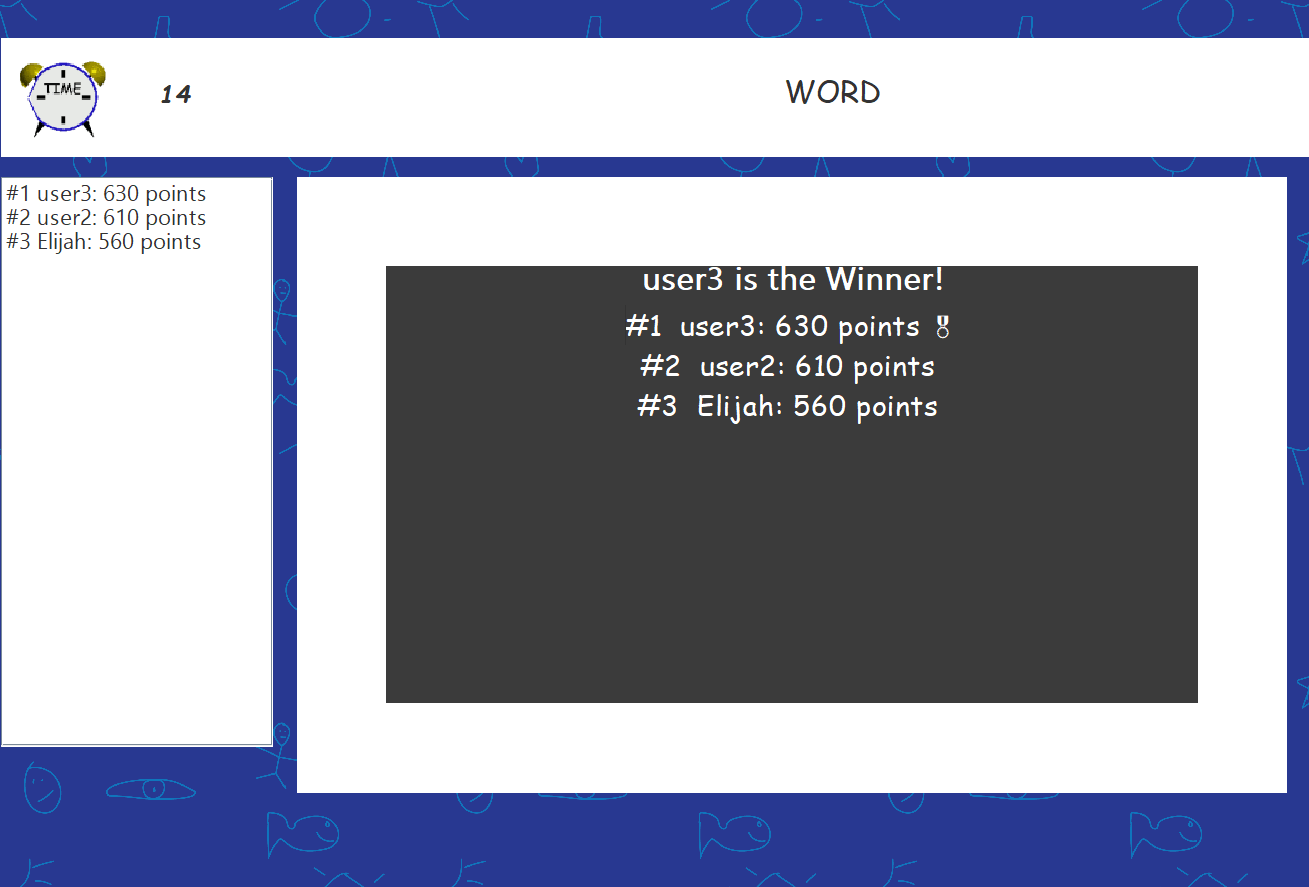 TIME
14
WORD
#1 user3: 630 points
#2 user2: 610 points
#3 Elijah: 560 points
user3 is the Winner!
#1 user3: 630 points 🎖
#2 user2: 610 points
#3 Elijah: 560 points